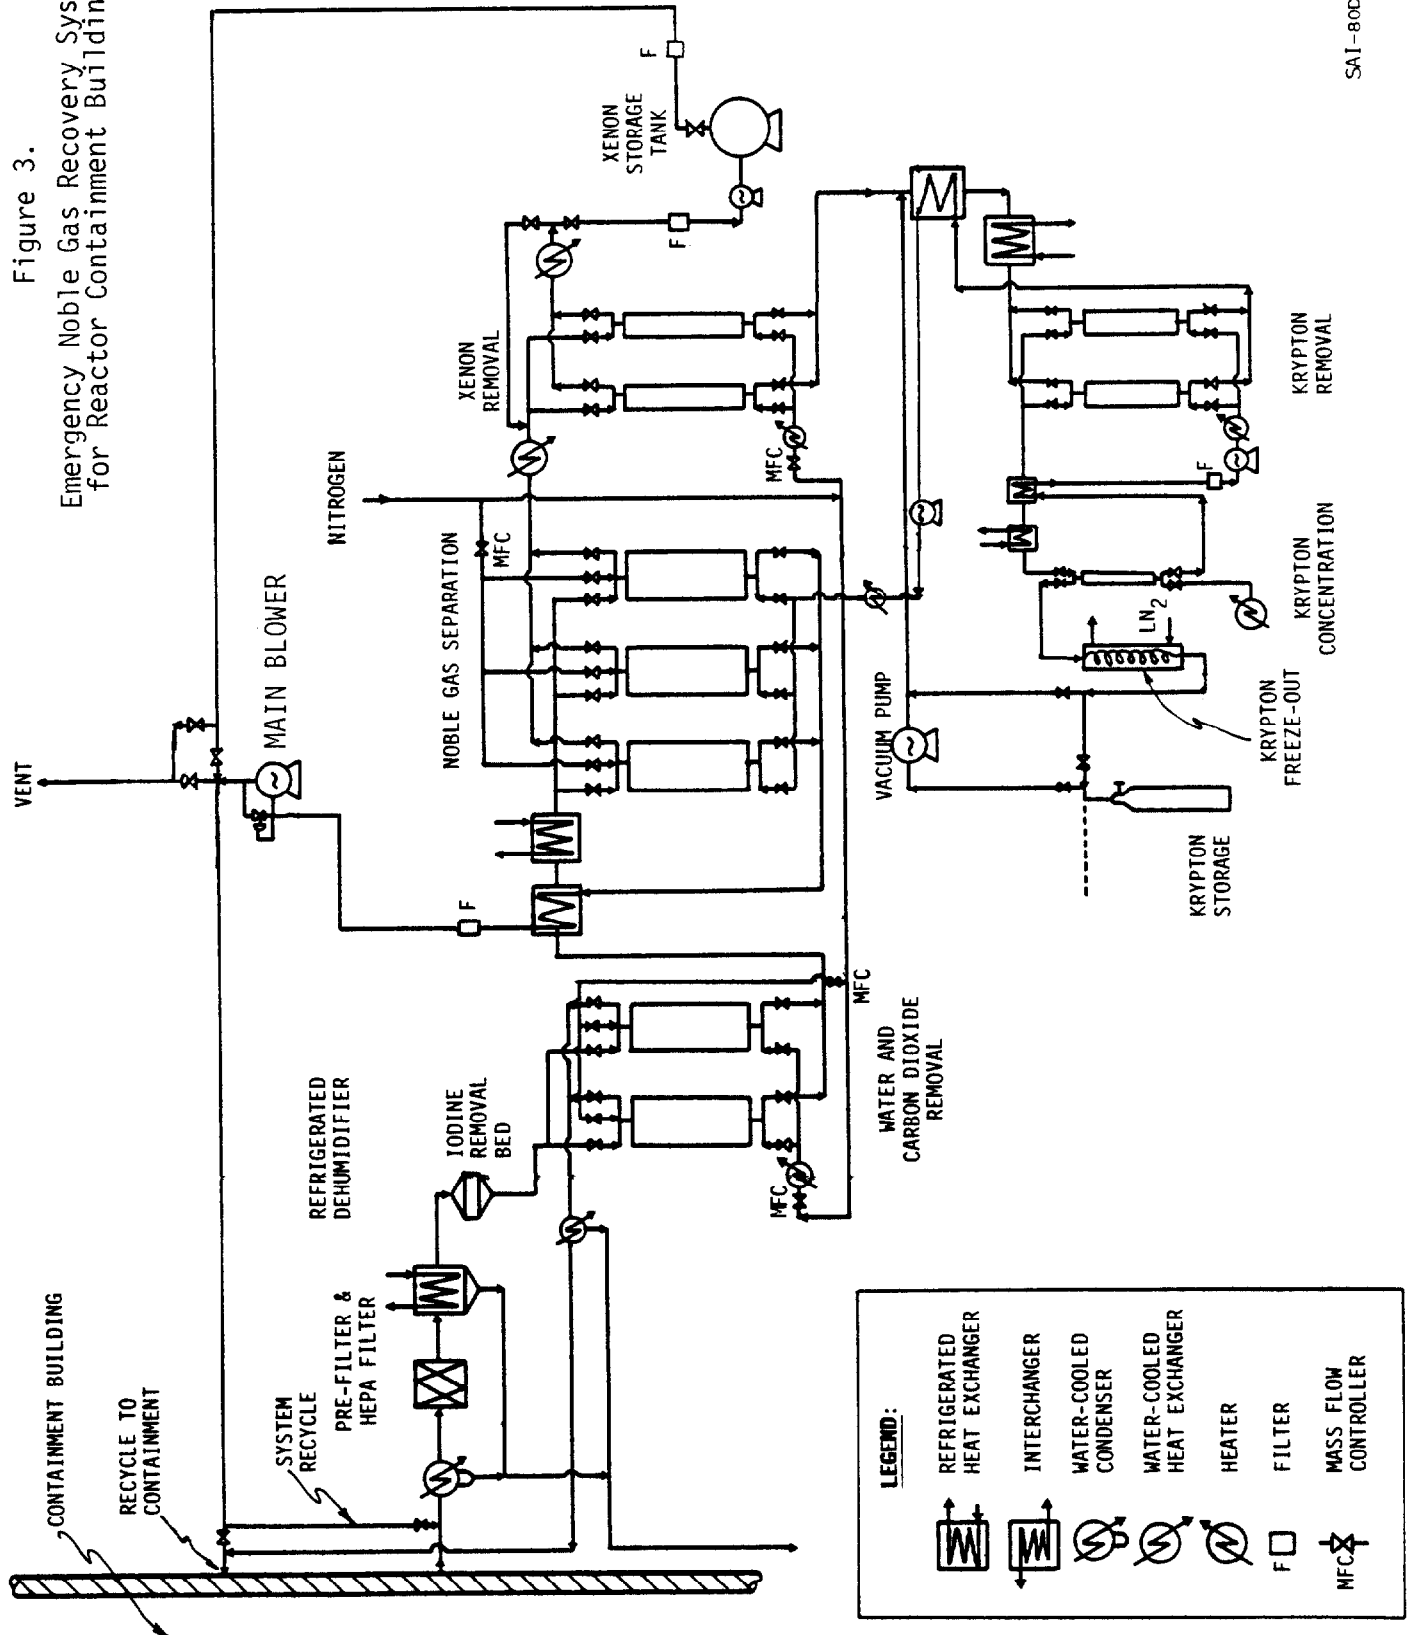 Figure 3.
Emergency Noble Gas Recovery
for Reactor Containment
SAI-80
CONTAINMENT BUILDING
RECYCLE TO
CONTAINMENT
SYSTEM
RECYCLE
PRE-FILTER &
HEPA FILTER
REFRIGERATED
DEHUMIDIFIER
IODINE
REMOVAL
BED
WATER AND
CARBON DIOXIDE
REMOVAL
MFC
MFC
VENT
MAIN BLOWER
F
NOBLE GAS SEPARATION
NITROGEN
MFC
MFC
XENON
REMOVAL
XENON
STORAGE
TANK
F
F
VACUUM PUMP
KRYPTON
STORAGE
KRYPTON
FREEZE-OUT
LN2
KRYPTON
CONCENTRATION
F
KRYPTON
REMOVAL
LEGEND:
REFRIGERATED
HEAT EXCHANGER
INTERCHANGER
WATER-COOLED
CONDENSER
WATER-COOLED
HEAT EXCHANGER
HEATER
F
FILTER
MFC
MASS FLOW
CONTROLLER